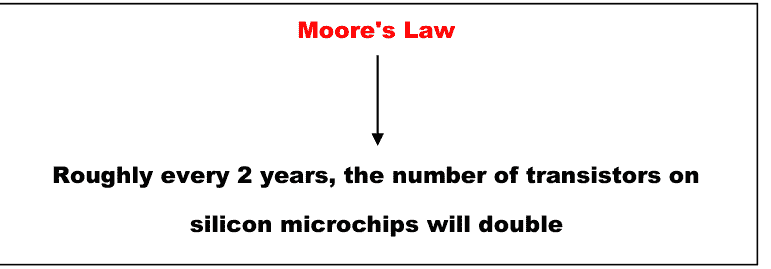 Moore's Law
Roughly every 2 years, the number of transistors on
silicon microchips will double